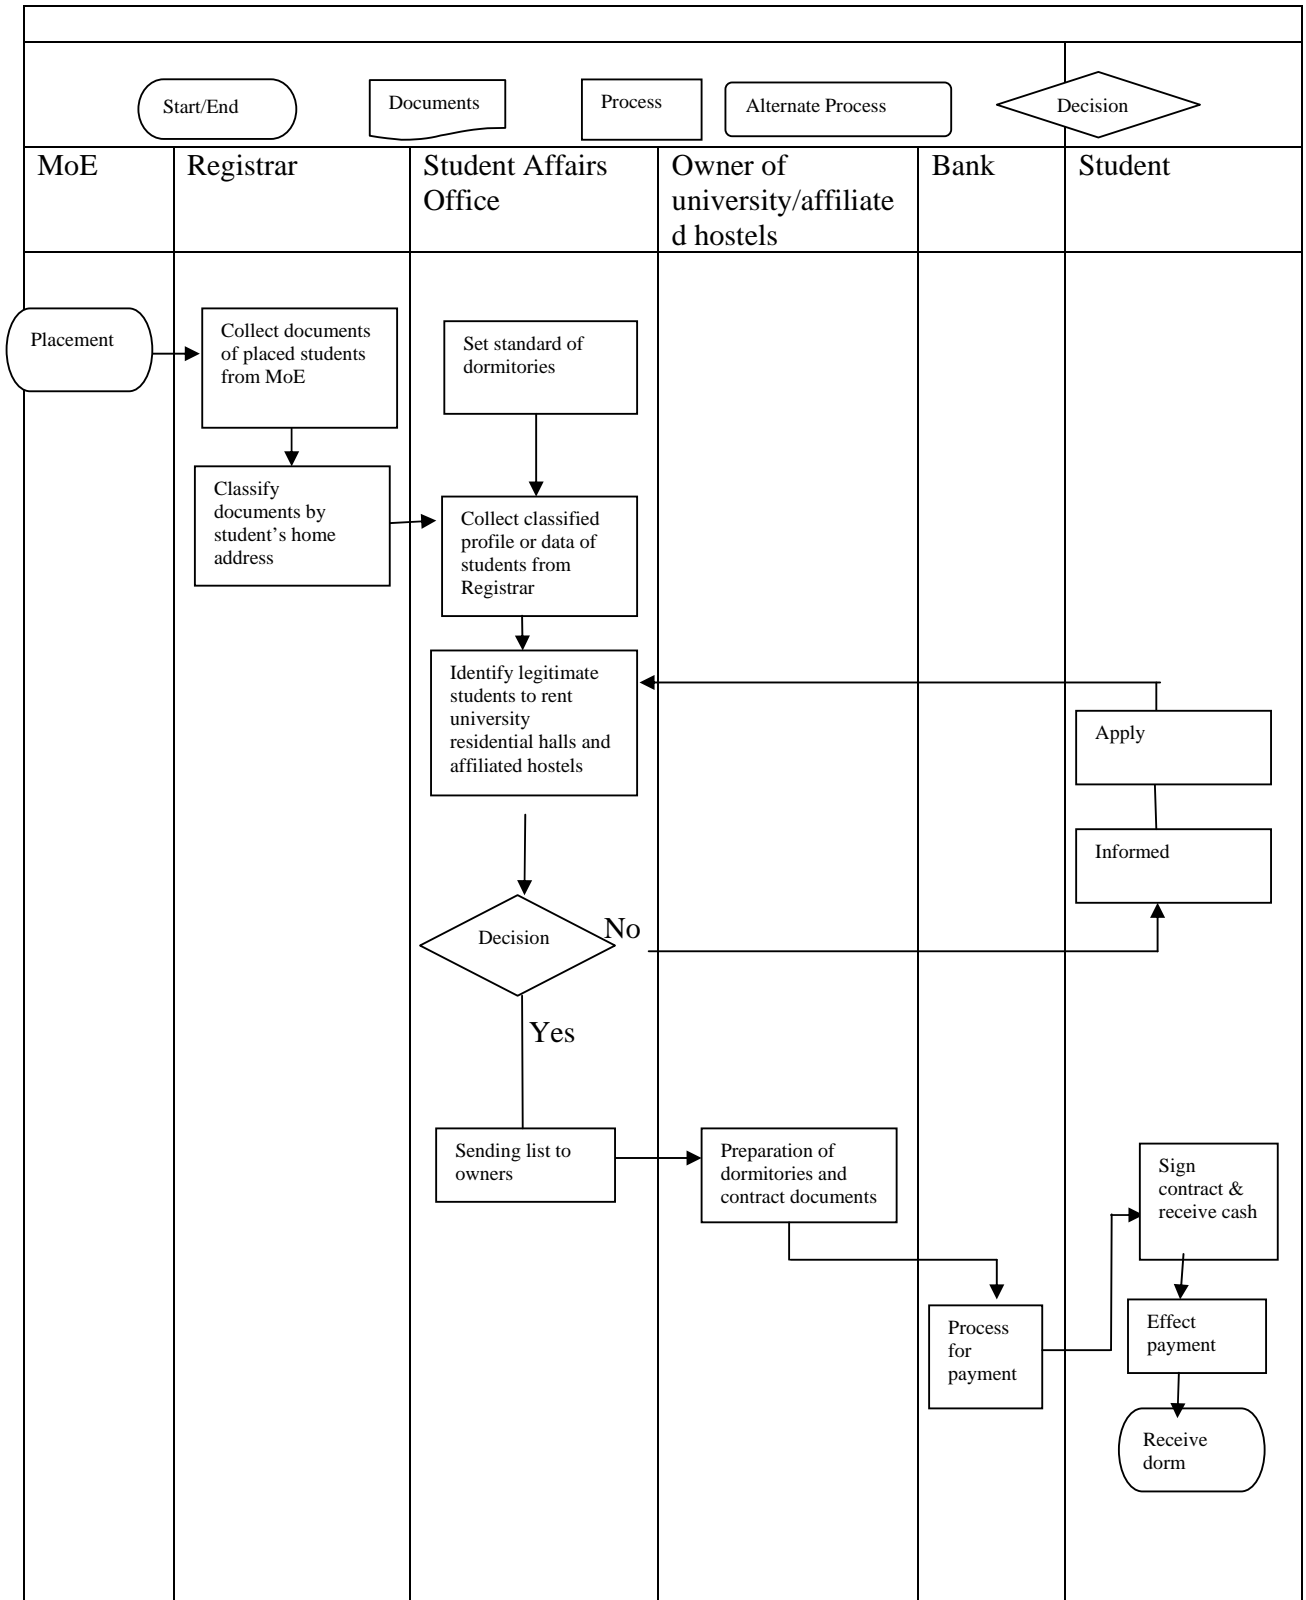 Start/End
Documents
Process
Alternate Process
Decision
MoE
Registrar
Student Affairs
Office
Owner of
university/affiliate
d hostels
Bank
Student
Placement
Collect documents
of placed students
from MoE
Set standard of
dormitories
Classify
documents by
student’s home
address
Collect classified
profile or data of
students from
Registrar
Identify legitimate
students to rent
university
residential halls and
affiliated hostels
Apply
Informed
Decision
No
Yes
Sending list to
owners
Preparation of
dormitories and
contract documents
Sign
contract &
receive cash
Process
for
payment
Effect
payment
Receive
dorm